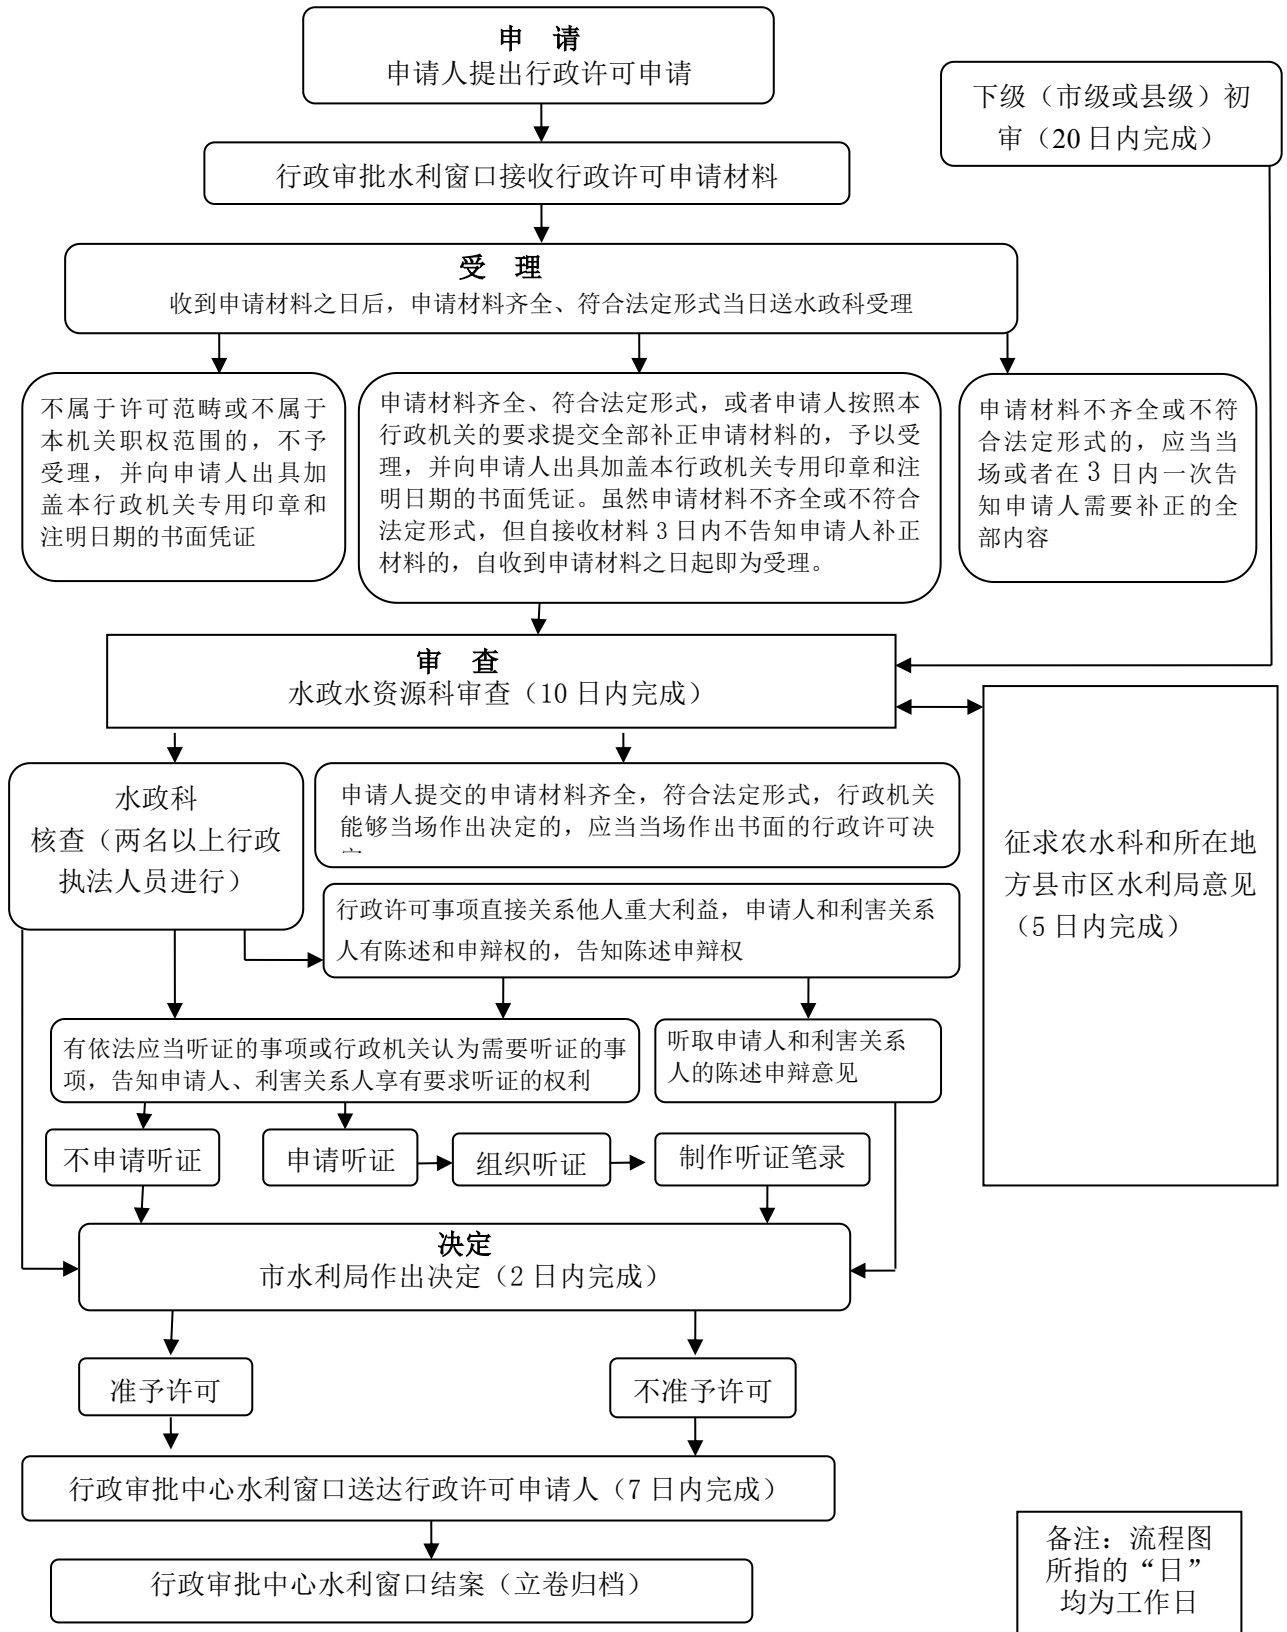 申 请
申请人提出行政许可申请
下级（市级或县级）初
审（20日内完成）
行政审批水利窗口接收行政许可申请材料
受 理
收到申请材料之日后，申请材料齐全、符合法定形式当日送水政科受理
不属于许可范畴或不属于
本机关职权范围的，不予
受理，并向申请人出具加
盖本行政机关专用印章和
注明日期的书面凭证
申请材料齐全、符合法定形式，或者申请人按照本
行政机关的要求提交全部补正申请材料的，予以受
理，并向申请人出具加盖本行政机关专用印章和注
明日期的书面凭证。虽然申请材料不齐全或不符合
法定形式，但自接收材料3日内不告知申请人补正
材料的，自收到申请材料之日起即为受理。
申请材料不齐全或不符
合法定形式的，应当当
场或者在3日内一次告
知申请人需要补正的全
部内容
审 查
水政水资源科审查（10日内完成）
水政科
核查（两名以上行政
执法人员进行）
申请人提交的申请材料齐全，符合法定形式，行政机关
能够当场作出决定的，应当当场作出书面的行政许可决
征求农水科和所在地
方县市区水利局意见
（5日内完成）
行政许可事项直接关系他人重大利益，申请人和利害关系
人有陈述和申辩权的，告知陈述申辩权
有依法应当听证的事项或行政机关认为需要听证的事
项，告知申请人、利害关系人享有要求听证的权利
听取申请人和利害关系
人的陈述申辩意见
不申请听证
申请听证
组织听证
制作听证笔录
决定
市水利局作出决定（2日内完成）
准予许可
不准予许可
行政审批中心水利窗口送达行政许可申请人（7日内完成）
行政审批中心水利窗口结案（立卷归档）
备注：流程图
所指的“日”
均为工作日